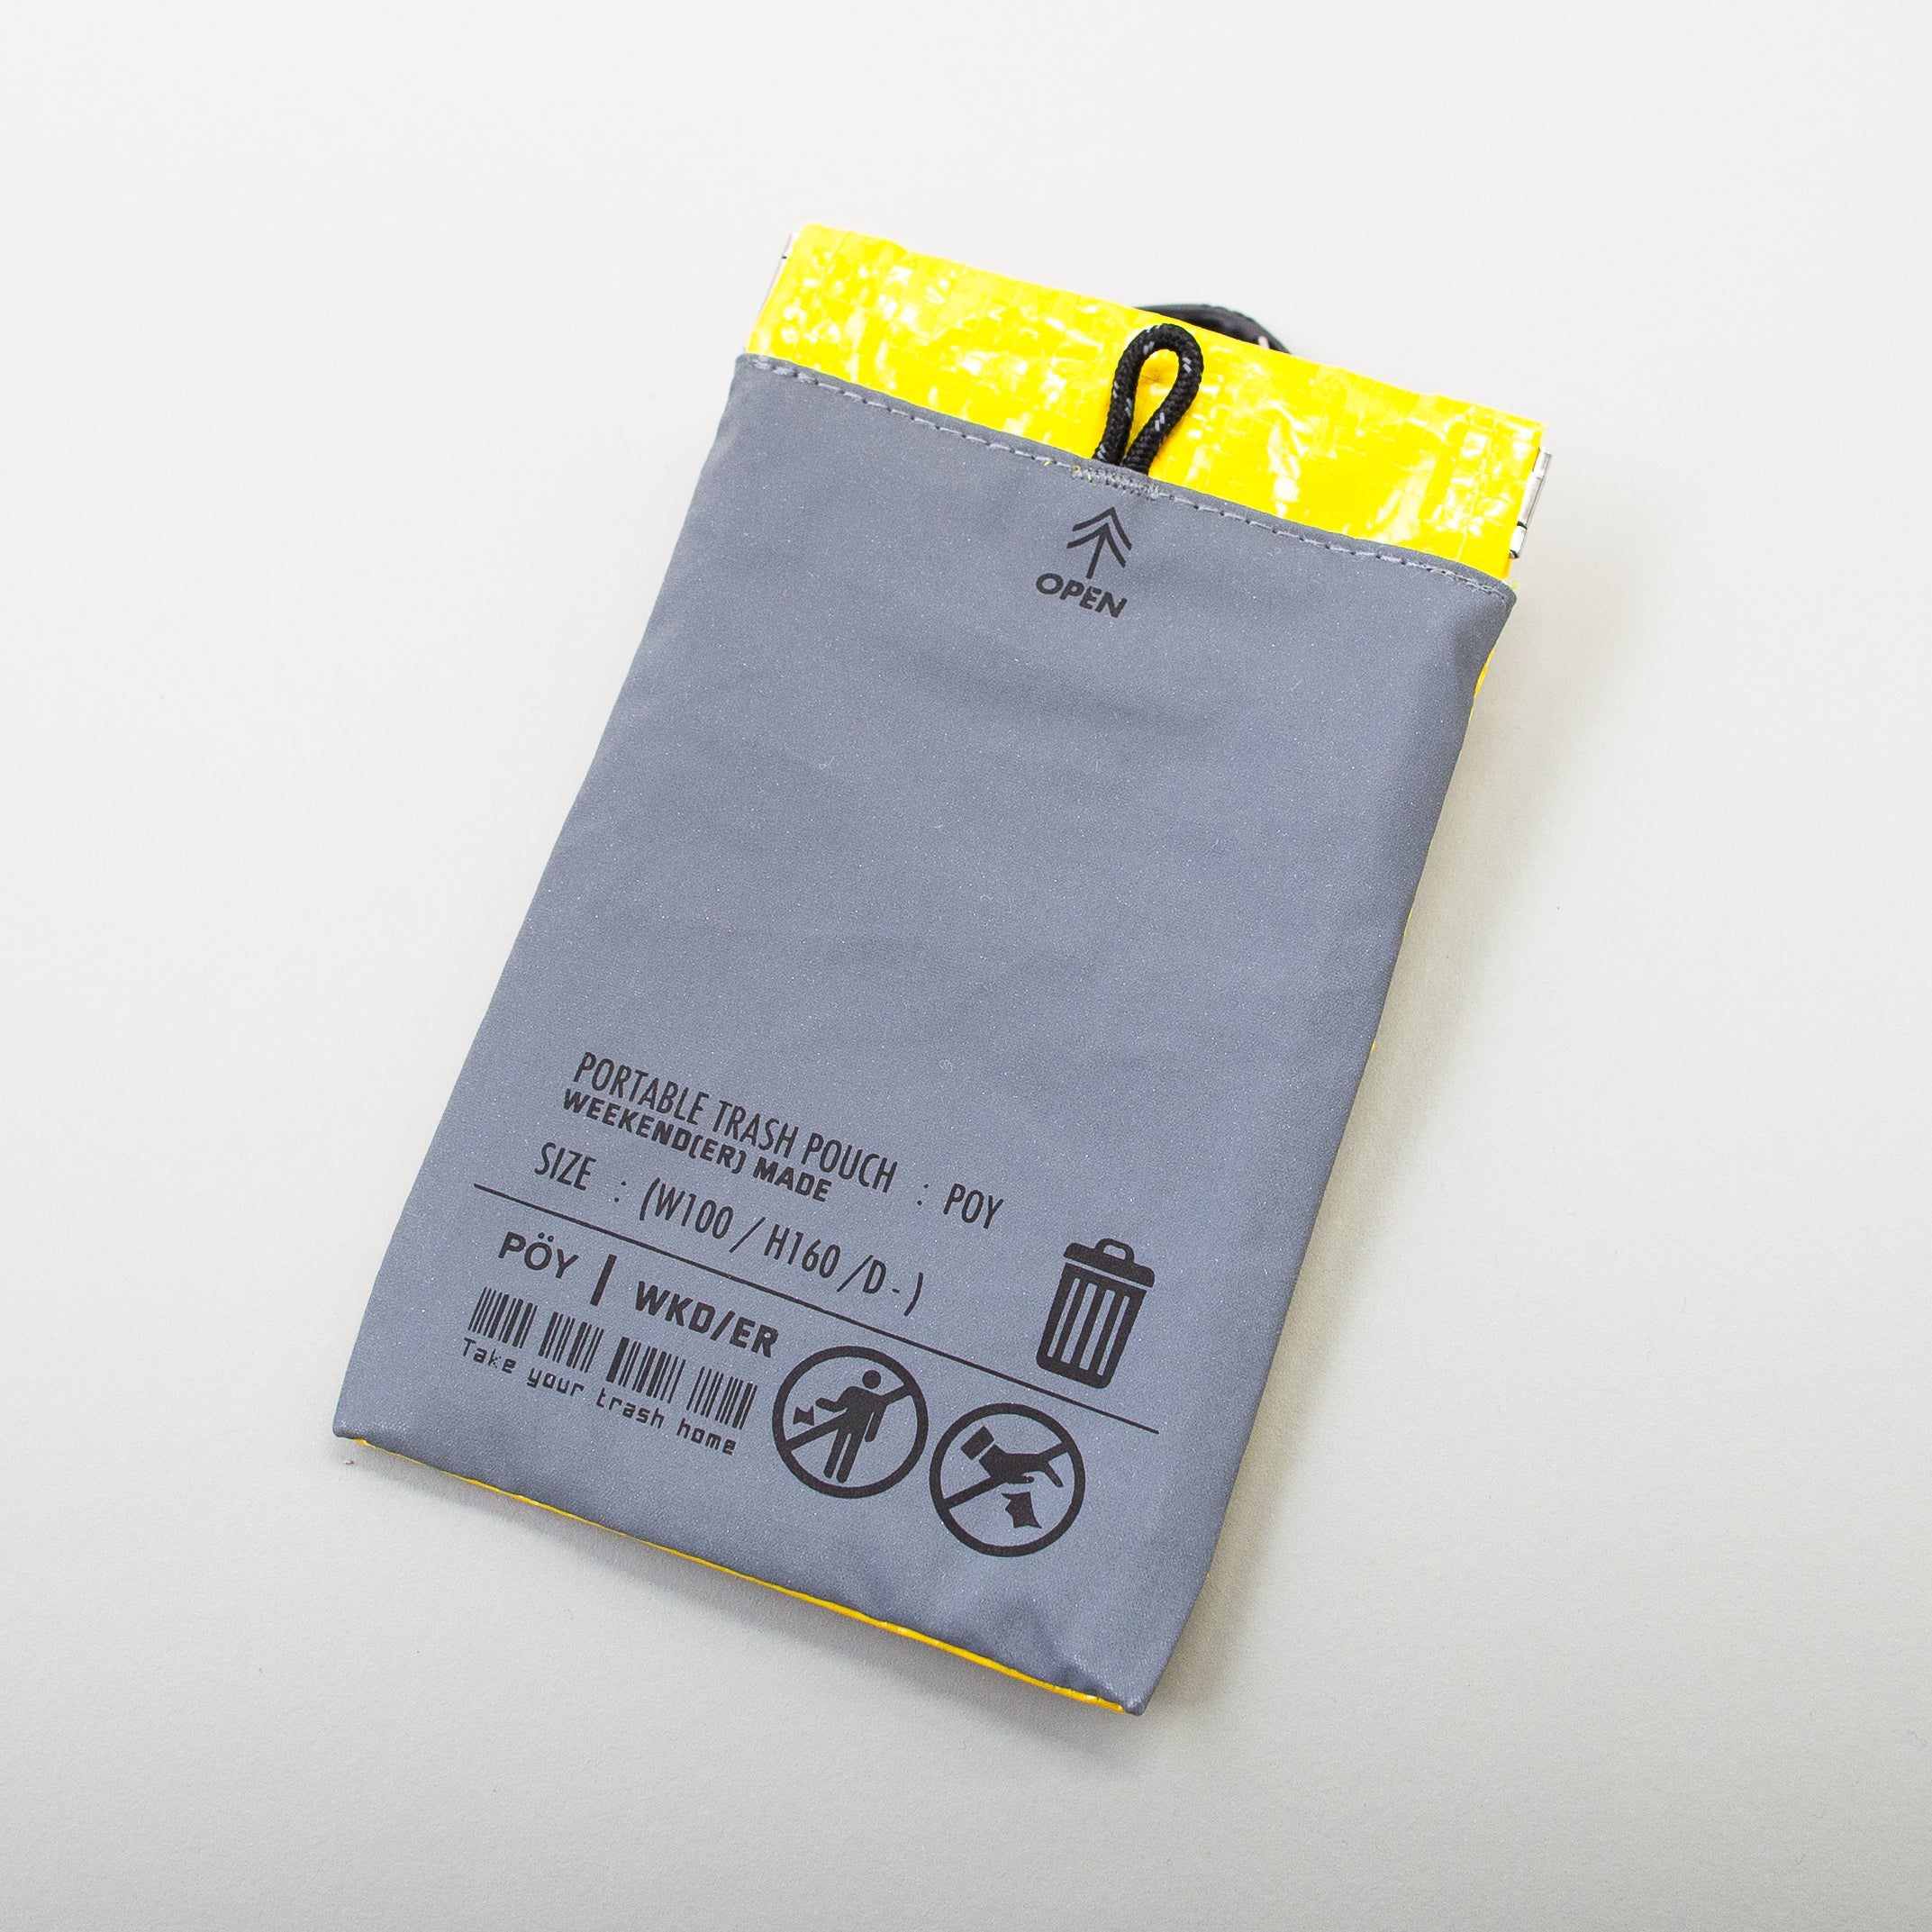 OPEN
PORTABLE TRASH POUCH : POY
WEEKEND(ER) MADE
SIZE : (W100 / H160 /D-)
PÖY | WKD/ER
Take your trash home